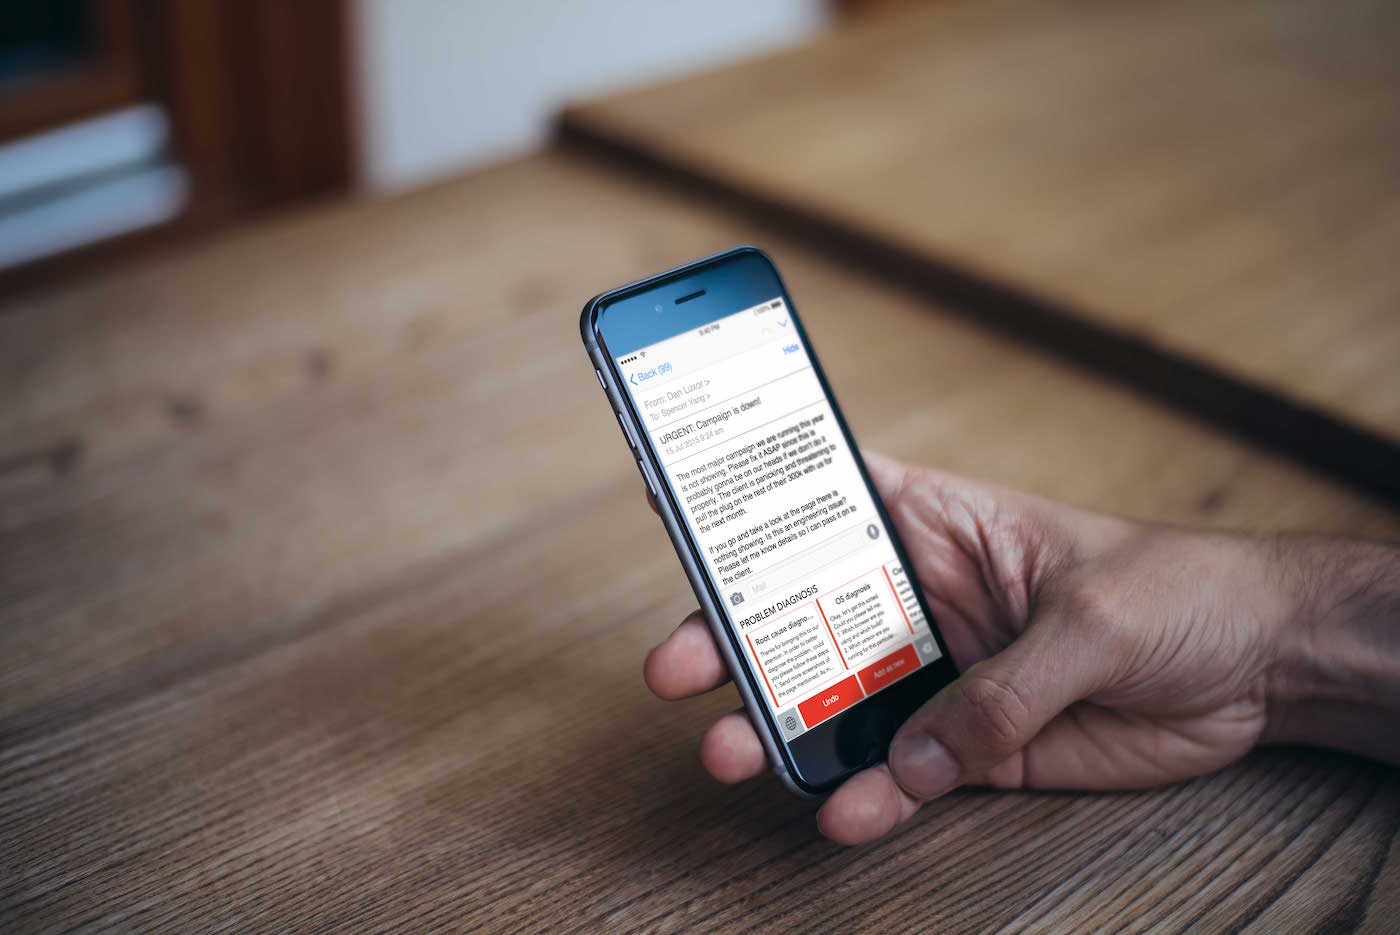 9:40 PM
100%
Back (99)
Hide
From: Dan Luxor >
To: Spencer Yang >
URGENT: Campaign is down!
15 Jul 2015 9:24 am
The most major campaign we are running this year
is not showing. Please fix it ASAP since this is
probably gonna be on our heads if we don't do it
properly. The client is panicking and threatening to
pull the plug on the rest of their 300k with us for
the next month.
If you go and take a look at the page there is
nothing showing. Is this an engineering issue?
Please let me know details so I can pass it on to
the client.
Mail
PROBLEM DIAGNOSIS
Root cause diagno...
Thanks for bringing this to our
attention. In order to better
diagnose the problem, could
you please follow these steps:
1. Send more screenshots of
the page mentioned. As m...
OS diagnosis
Okay, let's get this sorted.
Could you please tell me:
1. Which browser are you
using and which build?
2. Which version are you
running for this particular...
Undo
Add as new